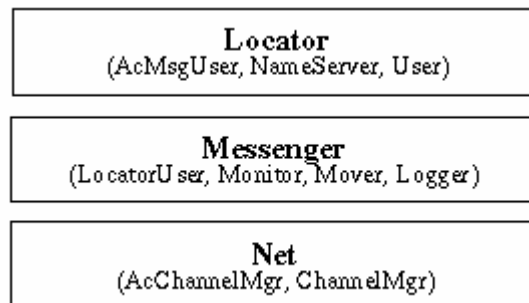 Locator
(AcMsgUser, NameServer, User)
Messenger
(LocatorUser, Monitor, Mover, Logger)
Net
(AcChannelMgr, ChannelMgr)